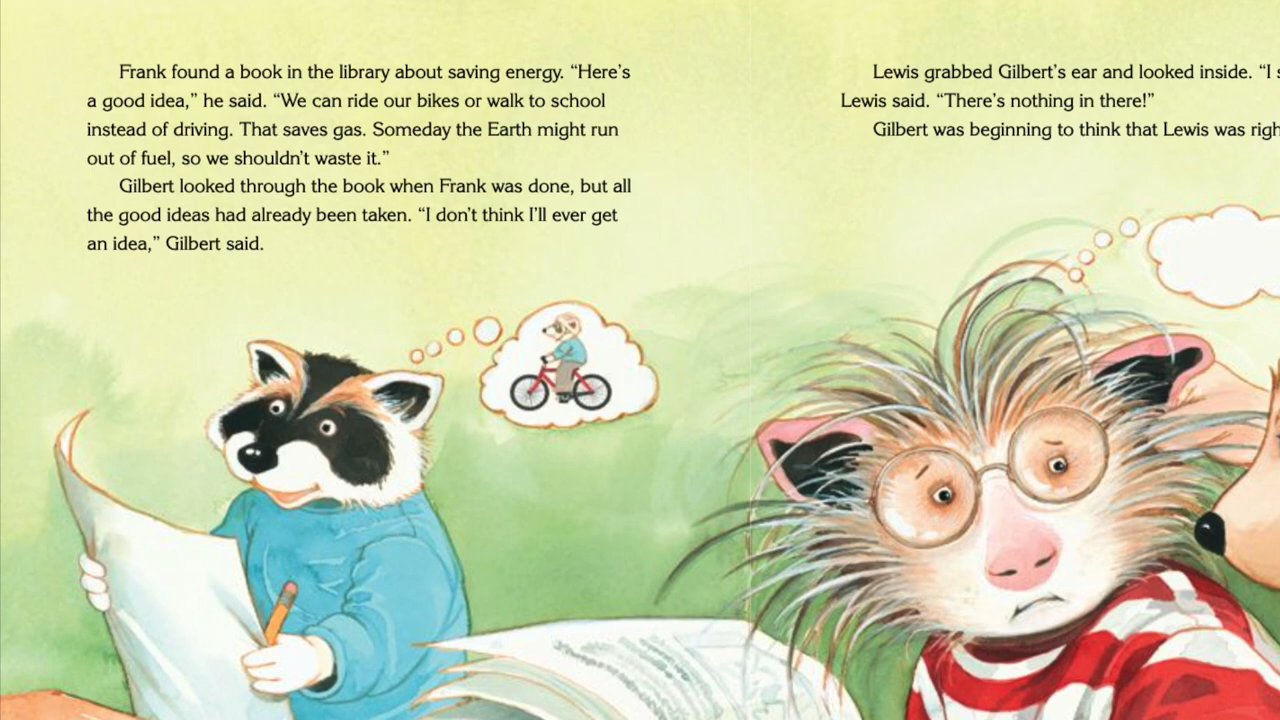 Frank found a book in the library about saving energy. “Here’s
a good idea,” he said. “We can ride our bikes or walk to school
instead of driving. That saves gas. Someday the Earth might run
out of fuel, so we shouldn’t waste it.”
Gilbert looked through the book when Frank was done, but all
the good ideas had already been taken. “I don’t think I’ll ever get
an idea,” Gilbert said.
Lewis grabbed Gilbert’s ear and looked inside. “I
Lewis said. “There’s nothing in there!”
Gilbert was beginning to think that Lewis was